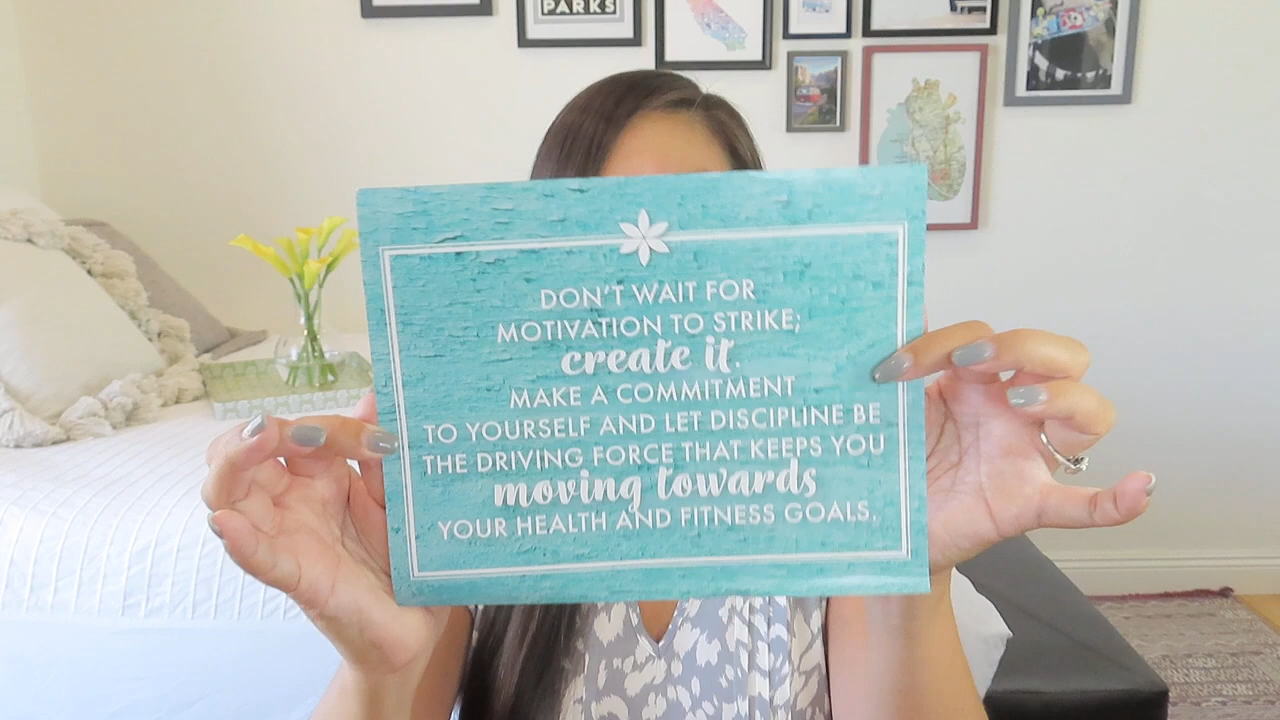 PARKS
DON'T WAIT FOR
MOTIVATION TO STRIKE;
create it.
MAKE A COMMITMENT
TO YOURSELF AND LET DISCIPLINE BE
THE DRIVING FORCE THAT KEEPS YOU
moving towards
YOUR HEALTH AND FITNESS GOALS.